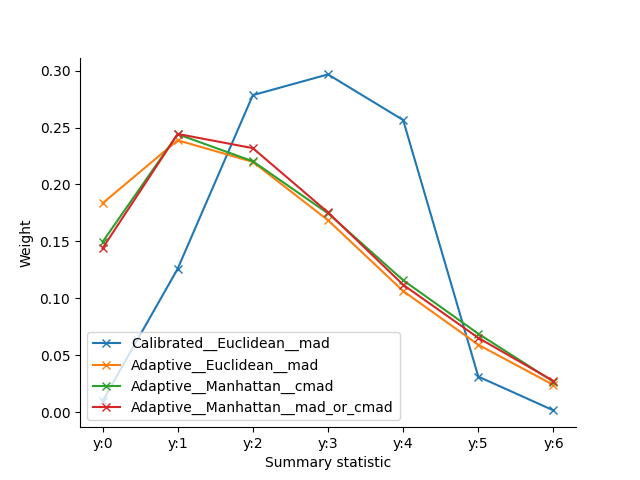 0.30
0.25
0.20
0.15
0.10
0.05
0.00
Weight
Calibrated__Euclidean__mad
Adaptive__Euclidean__mad
Adaptive__Manhattan__cmad
Adaptive__Manhattan__mad_or_cmad
y:0 y:1 y:2 y:3 y:4 y:5 y:6
Summary statistic